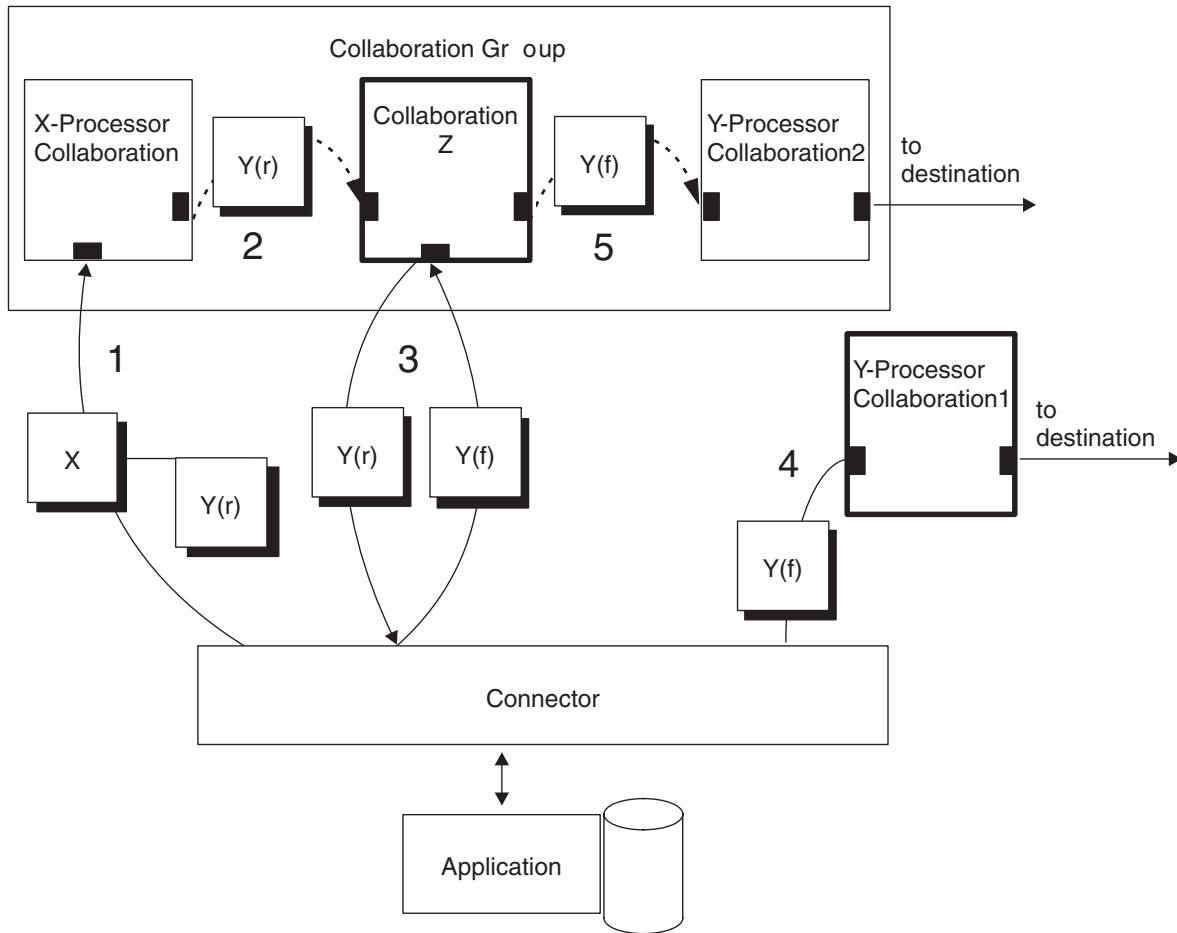 Collaboration Gr oup
X-Processor
Collaboration
Y(r)
2
Collaboration
Z
Y(f)
5
Y-Processor
Collaboration2
to
destination
1
X
Y(r)
3
Y(r)
Y(f)
4
Y(f)
Y-Processor
Collaboration1
to
destination
Connector
Application